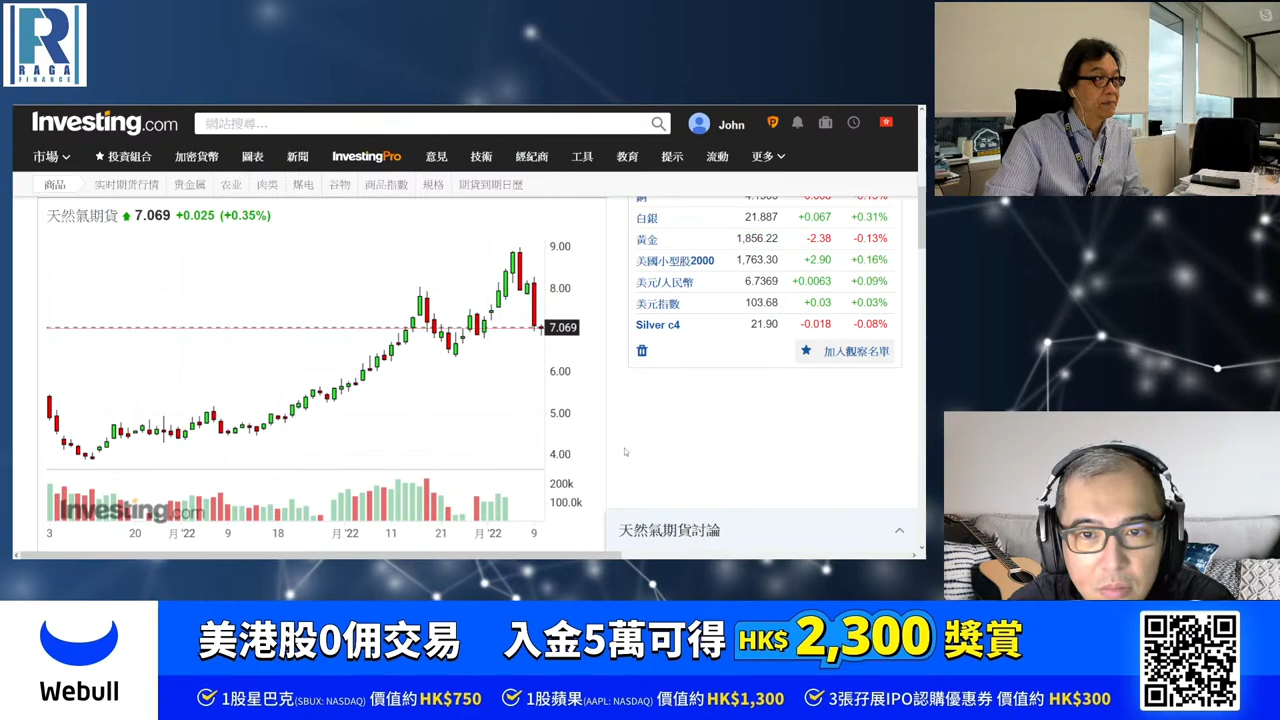 RAGA
FINANCE
Investing.com
網站搜尋...
John
市場
投資組合
加密貨幣
圖表
新聞
InvestingPro
意見
技術
經紀商
工具
教育
提示
流動
更多
商品
实时期货行情
贵金属
农业
肉类
煤电
谷物
商品指數
規格
期貨到期日歷
天然氣期貨 7.069 +0.025 (+0.35%)
9.00
8.00
7.069
6.00
5.00
4.00
200k
100.0k
Investing.com
3 20 月 '22 9 18 月 '22 11 21 月 '22 9
白銀 21.887 +0.067 +0.31%
黃金 1,856.22 -2.38 -0.13%
美國小型股2000 1,763.30 +2.90 +0.16%
美元/人民幣 6.7369 +0.0063 +0.09%
美元指數 103.68 +0.03 +0.03%
Silver c4 21.90 -0.018 -0.08%
加入觀察名單
天然氣期貨討論
Webull
美港股0佣交易 入金5萬可得 HK$ 2,300 獎賞
1股星巴克(SBUX: NASDAQ) 價值約 HK$750
1股蘋果(AAPL: NASDAQ) 價值約 HK$1,300
3張孖展IPO認購優惠券 價值約 HK$300